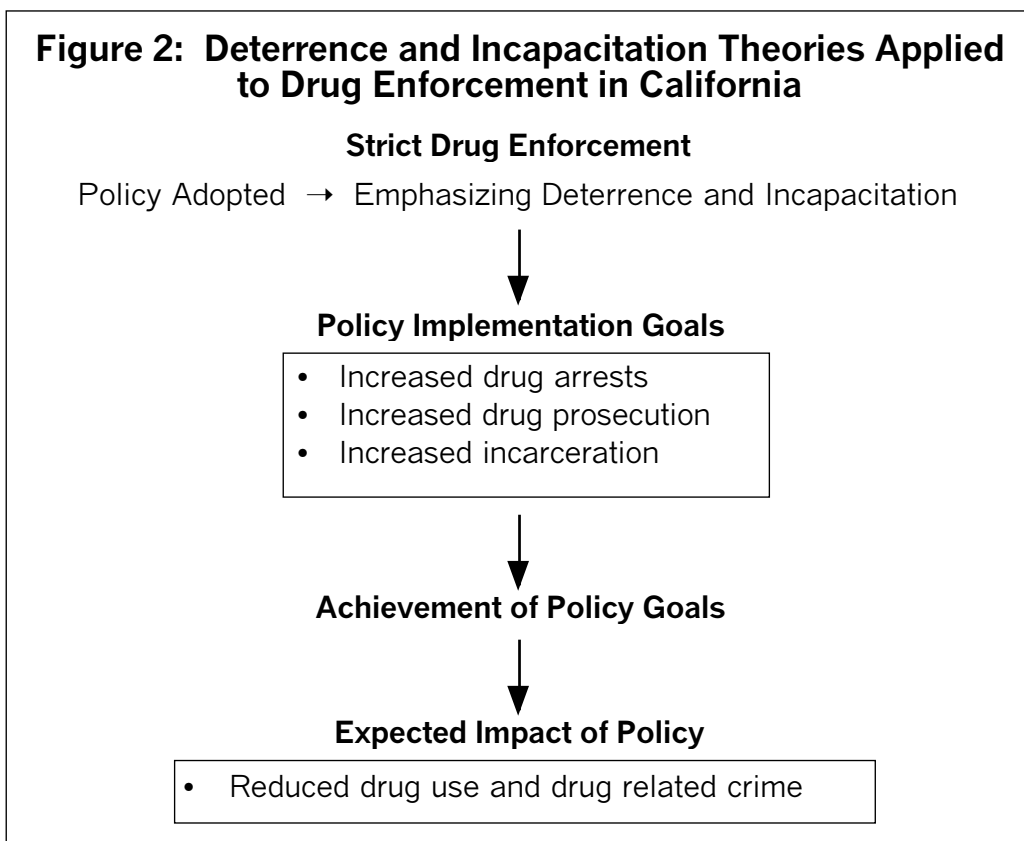 Figure 2: Deterrence and Incapacitation Theories Applied
to Drug Enforcement in California
Strict Drug Enforcement
Policy Adopted → Emphasizing Deterrence and Incapacitation
Policy Implementation Goals
• Increased drug arrests
• Increased drug prosecution
• Increased incarceration
Achievement of Policy Goals
Expected Impact of Policy
• Reduced drug use and drug related crime